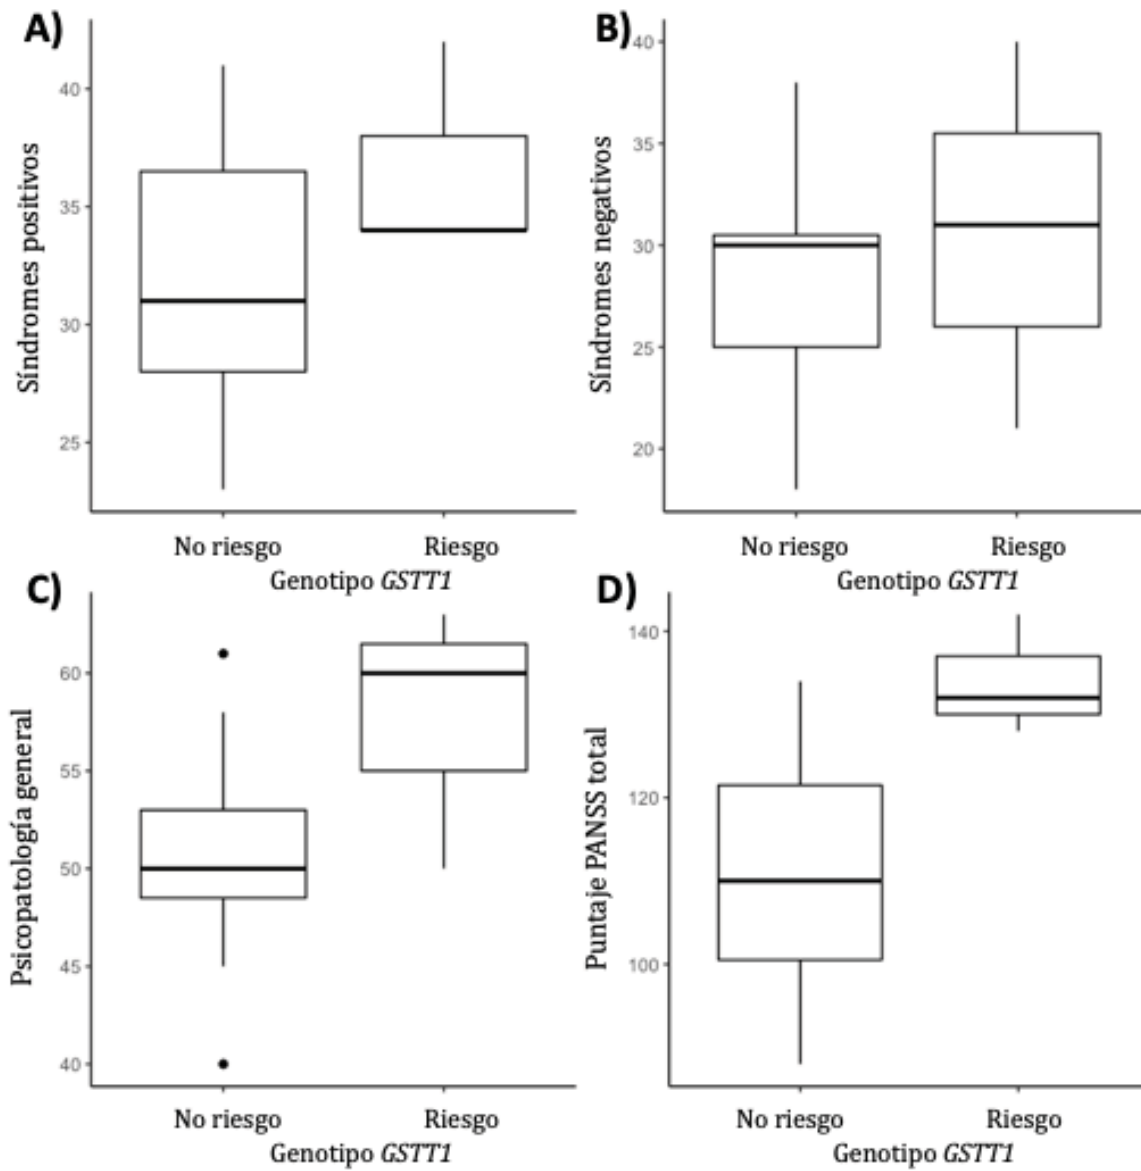 A)
Síndromes positivos
40
35
30
25
No riesgo Riesgo
Genotipo GSTT1
B)
Síndromes negativos
40
35
30
25
20
No riesgo Riesgo
Genotipo GSTT1
C)
Psicopatología general
60
55
50
45
40
No riesgo Riesgo
Genotipo GSTT1
D)
Puntaje PANSS total
140
120
100
No riesgo Riesgo
Genotipo GSTT1